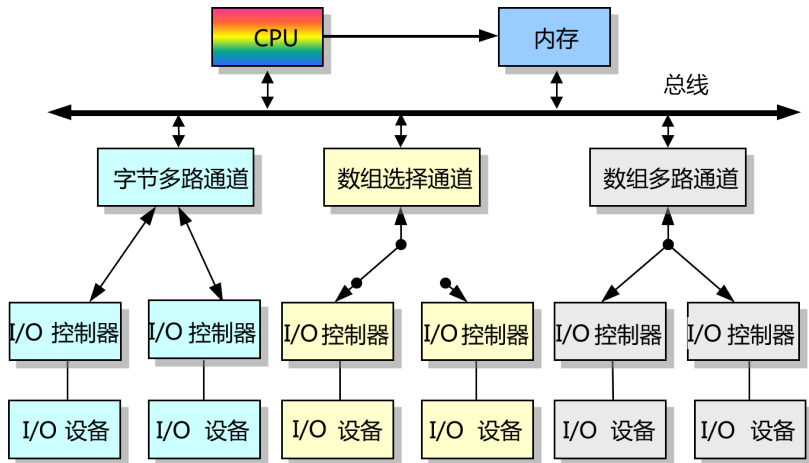 CPU
内存
总线
字节多路通道
数组选择通道
数组多路通道
I/O 控制器
I/O 控制器
I/O 控制器
I/O 控制器
I/O 控制器
I/O 控制器
I/O 设备
I/O 设备
I/O 设备
I/O 设备
I/O 设备
I/O 设备